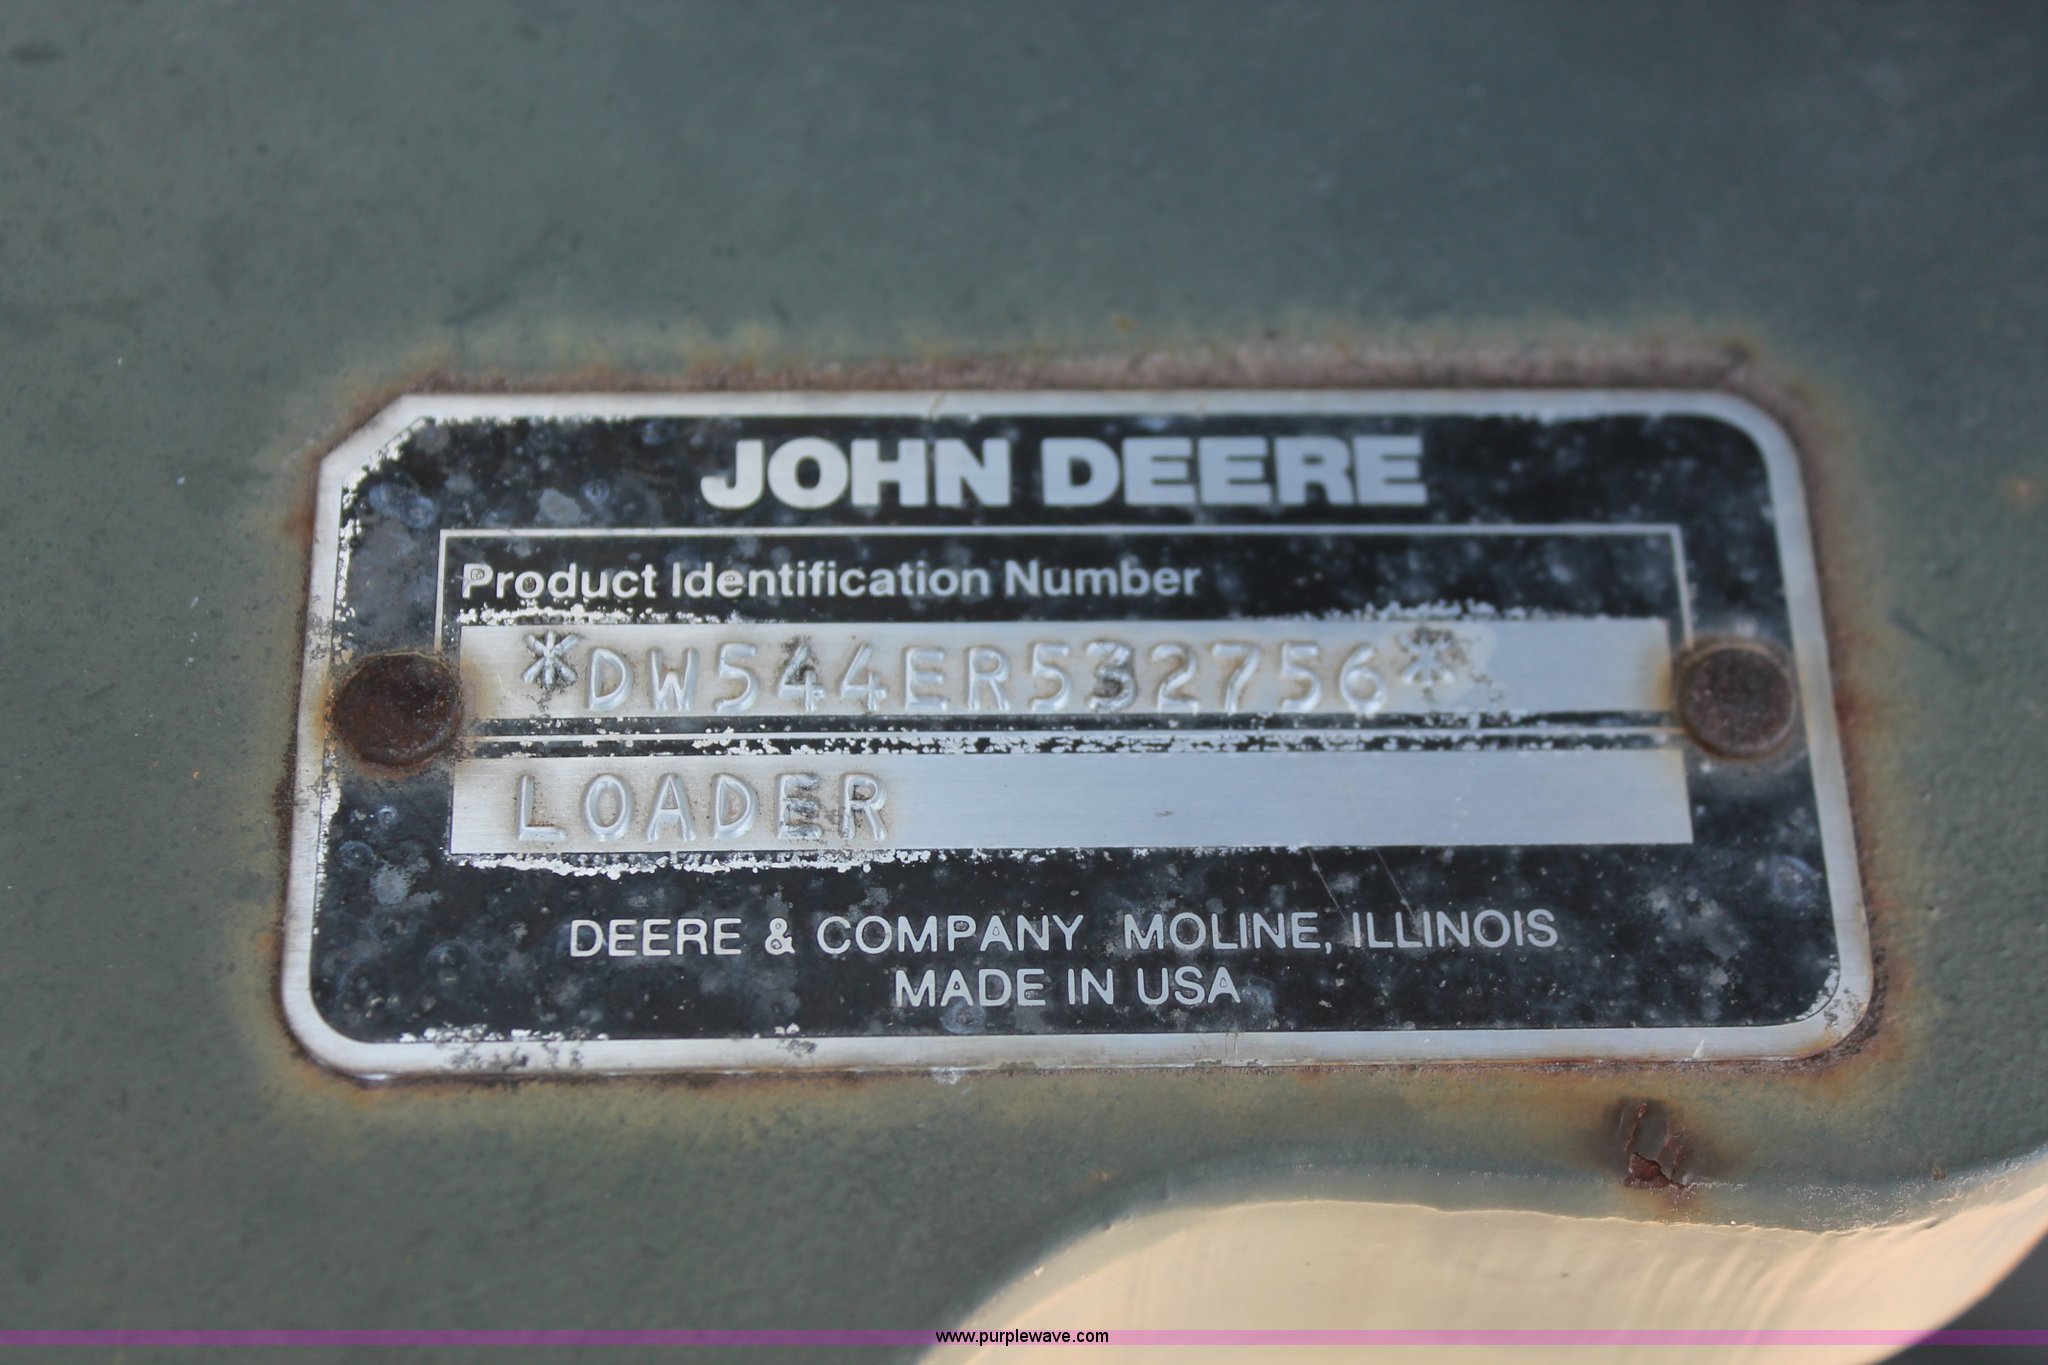 JOHN DEERE
Product Identification Number
*DW544ER532756*
LOADER
DEERE & COMPANY MOLINE, ILLINOIS
MADE IN USA
www.purplewave.com